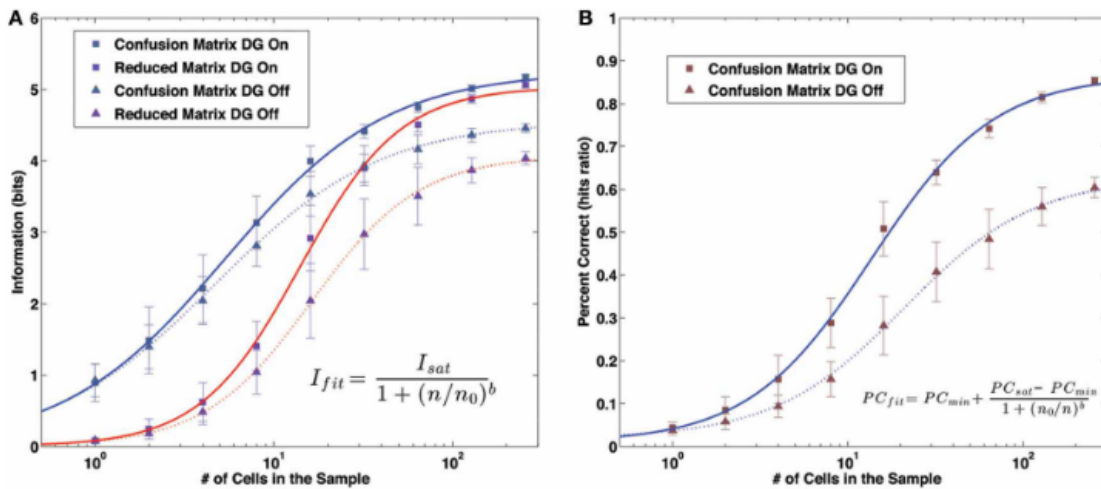 A
6
5
4
3
2
1
0
Information (bits)
Confusion Matrix DG On
Reduced Matrix DG On
Confusion Matrix DG Off
Reduced Matrix DG Off
I_fit = I_sat / 1 + (n/n_0)^b
10^0
10^1
10^2
# of Cells in the Sample
B
1
0.9
0.8
0.7
0.6
0.5
0.4
0.3
0.2
0.1
0
Percent Correct (hits ratio)
Confusion Matrix DG On
Confusion Matrix DG Off
PC_fit = PC_min + PC_sat − PC_min / 1 + (n_0/n)^b
10^0
10^1
10^2
# of Cells in the Sample